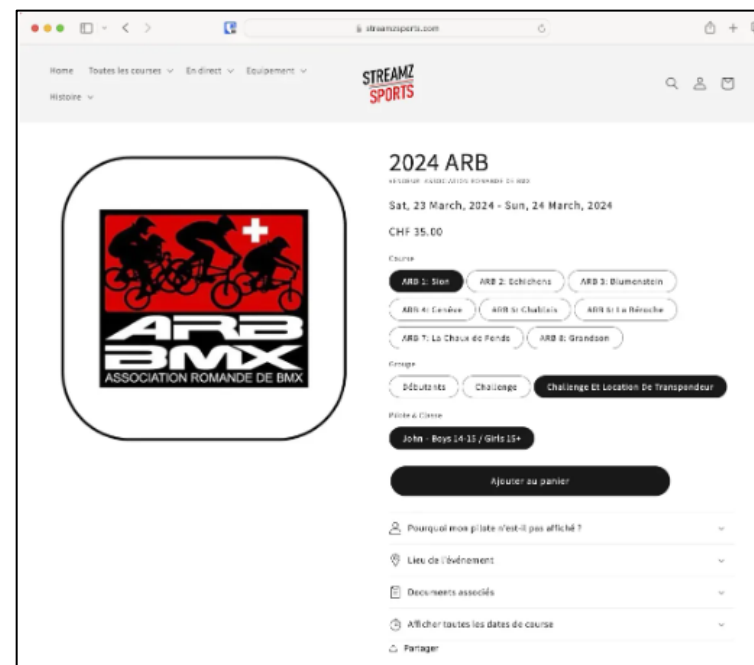 streamzsports.com
Home Toutes les courses En direct Equipement
Histoire
STREAMZ
SPORTS
2024 ARB
VENDEUR: ASSOCIATION ROMANDE DE BMX
Sat, 23 March, 2024 - Sun, 24 March, 2024
CHF 35.00
Course
ARB 1: Sion ARB 2: Echichens ARB 3: Blumenstein
ARB 4: Genève ARB 5: Chablais ARB 6: La Béroche
ARB 7: La Chaux de Fonds ARB 8: Grandson
Groupe
Débutants Challenge Challenge Et Location De Transpondeur
Pilote & Classe
John - Boys 14-15 / Girls 15+
Ajouter au panier
Pourquoi mon pilote n'est-il pas affiché ?
Lieu de l'événement
Documents associés
Afficher toutes les dates de course
Partager
ARB
BMX
ASSOCIATION ROMANDE DE BMX